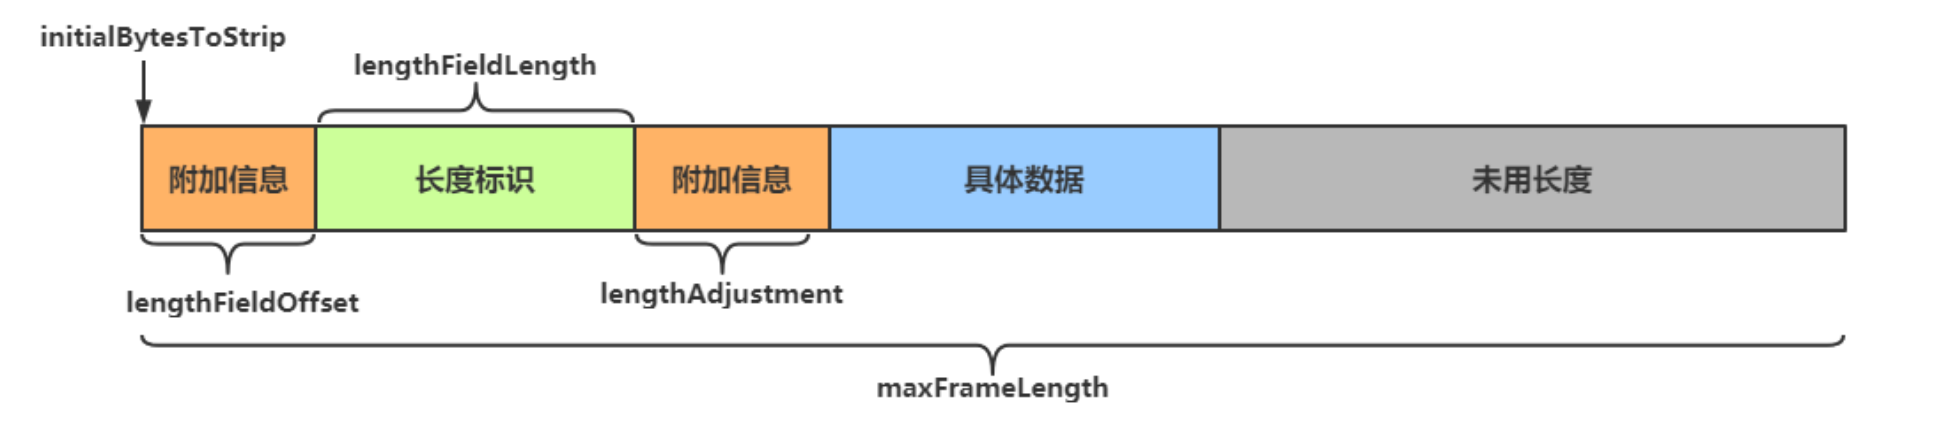 initialBytesToStrip
lengthFieldLength
附加信息
长度标识
附加信息
具体数据
未用长度
lengthFieldOffset
lengthAdjustment
maxFrameLength